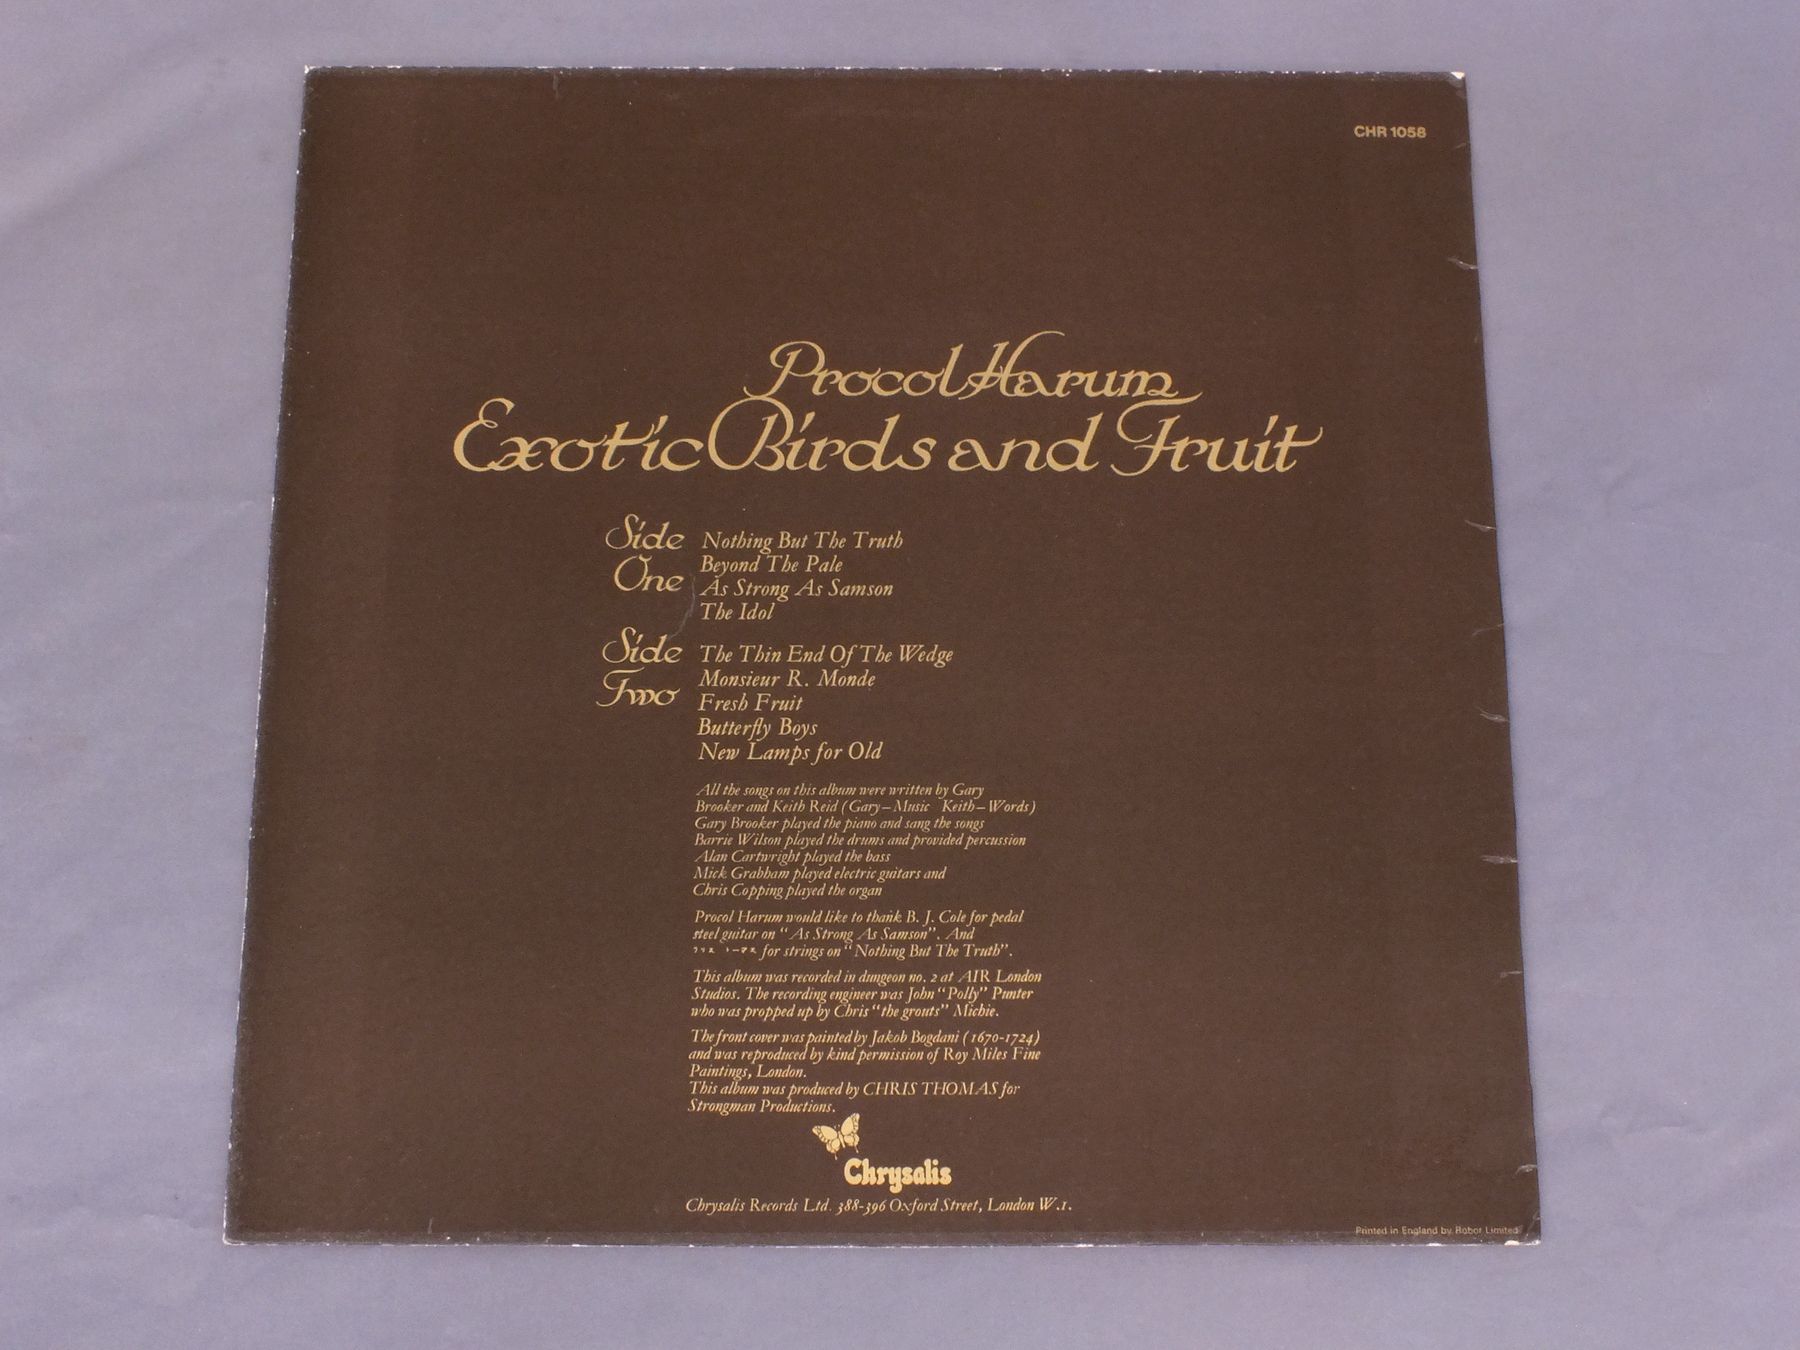 CHR 1058
Procol Harum
Exotic Birds and Fruit
Side
One
Nothing But The Truth
Beyond The Pale
As Strong As Samson
The Idol
Side
Two
The Thin End Of The Wedge
Monsieur R. Monde
Fresh Fruit
Butterfly Boys
New Lamps for Old
All the songs on this album were written by Gary
Brooker and Keith Reid (Gary–Music Keith–Words)
Gary Brooker played the piano and sang the songs
Barrie Wilson played the drums and provided percussion
Alan Cartwright played the bass
Mick Grabham played electric guitars and
Chris Copping played the organ
Procol Harum would like to thank B. J. Cole for pedal
steel guitar on "As Strong As Samson". And
for strings on "Nothing But The Truth".
This album was recorded in dungeon no. 2 at AIR London
Studios. The recording engineer was John "Polly" Punter
who was propped up by Chris "the grouts" Michie.
The front cover was painted by Jakob Bogdani (1670-1724)
and was reproduced by kind permission of Roy Miles Fine
Paintings, London.
This album was produced by CHRIS THOMAS for
Strongman Productions.
Chrysalis
Chrysalis Records Ltd. 388-396 Oxford Street, London W.1.
Printed in England by Robor Limited